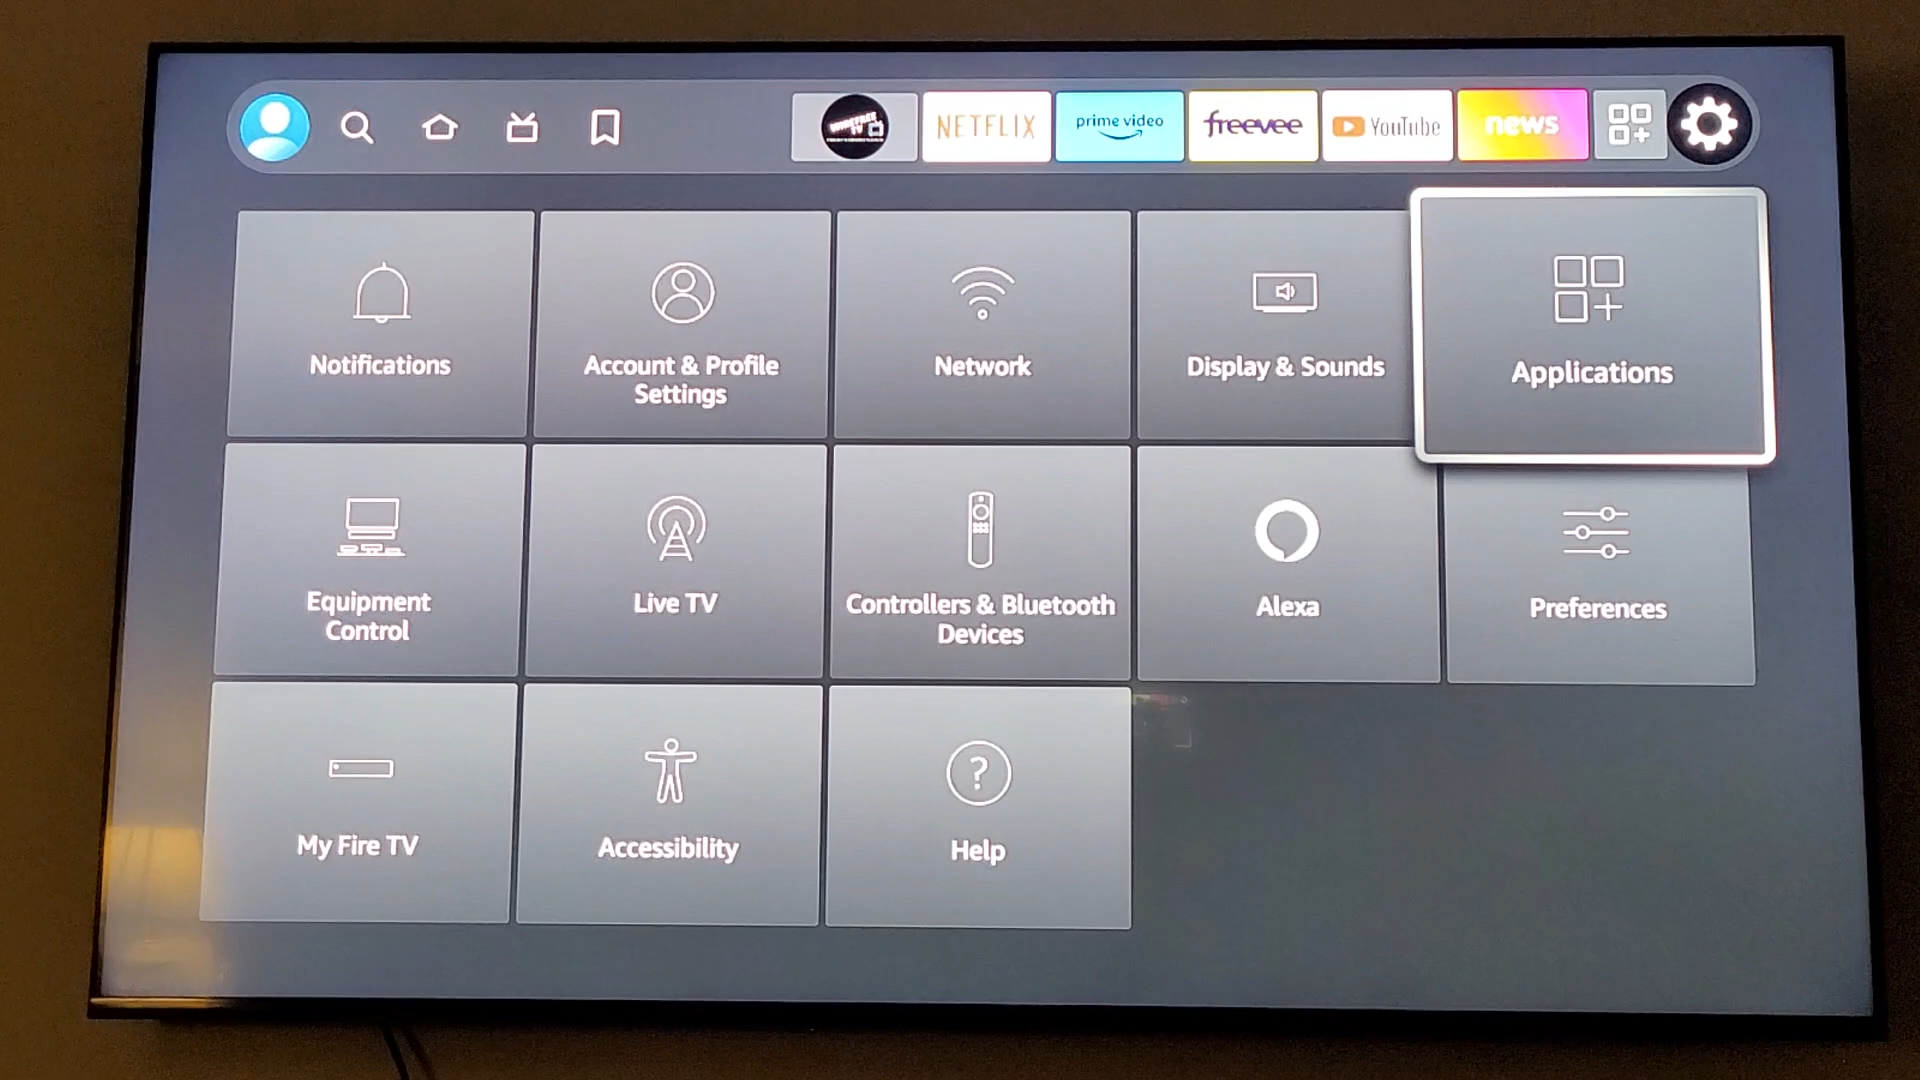 NETFLIX
prime video
freevee
YouTube
news
Notifications
Account & Profile
Settings
Network
Display & Sounds
Applications
Equipment
Control
Live TV
Controllers & Bluetooth
Devices
Alexa
Preferences
My Fire TV
Accessibility
?
Help